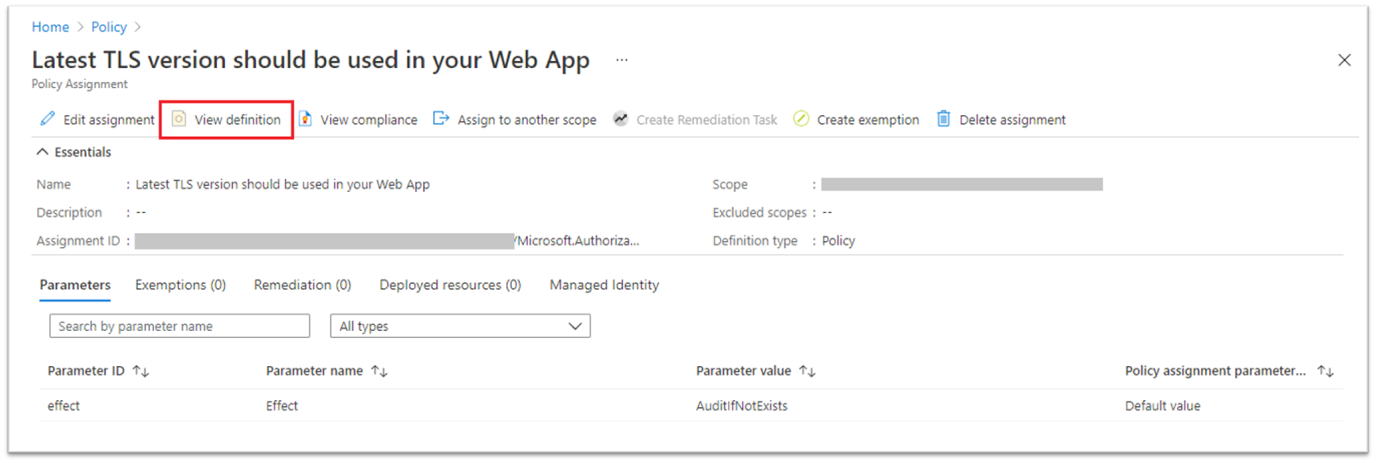 Home > Policy >
Latest TLS version should be used in your Web App ...
Policy Assignment
Edit assignment View definition View compliance Assign to another scope Create Remediation Task Create exemption Delete assignment
Essentials
Name : Latest TLS version should be used in your Web App Scope :
Description : -- Excluded scopes : --
Assignment ID : /Microsoft.Authoriza... Definition type : Policy
Parameters Exemptions (0) Remediation (0) Deployed resources (0) Managed Identity
Search by parameter name All types
Parameter ID ↑↓ Parameter name ↑↓ Parameter value ↑↓ Policy assignment parameter... ↑↓
effect Effect AuditIfNotExists Default value